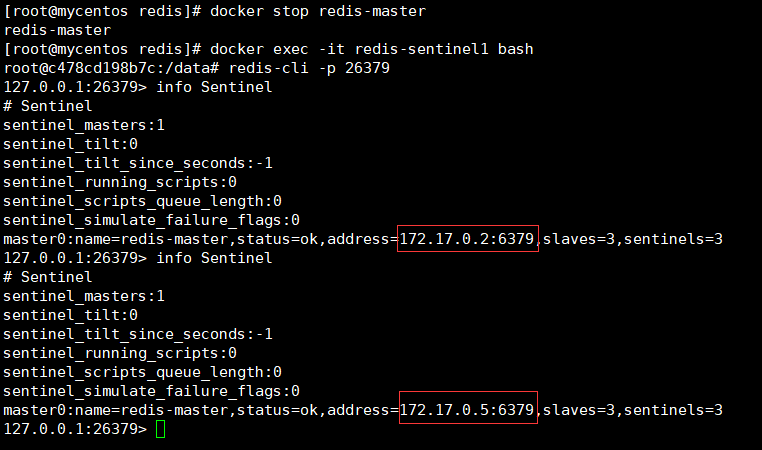 [root@mycentos redis]# docker stop redis-master
redis-master
[root@mycentos redis]# docker exec -it redis-sentinel1 bash
root@c478cd198b7c:/data# redis-cli -p 26379
127.0.0.1:26379> info Sentinel
# Sentinel
sentinel_masters:1
sentinel_tilt:0
sentinel_tilt_since_seconds:-1
sentinel_running_scripts:0
sentinel_scripts_queue_length:0
sentinel_simulate_failure_flags:0
master0:name=redis-master,status=ok,address=172.17.0.2:6379,slaves=3,sentinels=3
127.0.0.1:26379> info Sentinel
# Sentinel
sentinel_masters:1
sentinel_tilt:0
sentinel_tilt_since_seconds:-1
sentinel_running_scripts:0
sentinel_scripts_queue_length:0
sentinel_simulate_failure_flags:0
master0:name=redis-master,status=ok,address=172.17.0.5:6379,slaves=3,sentinels=3
127.0.0.1:26379>